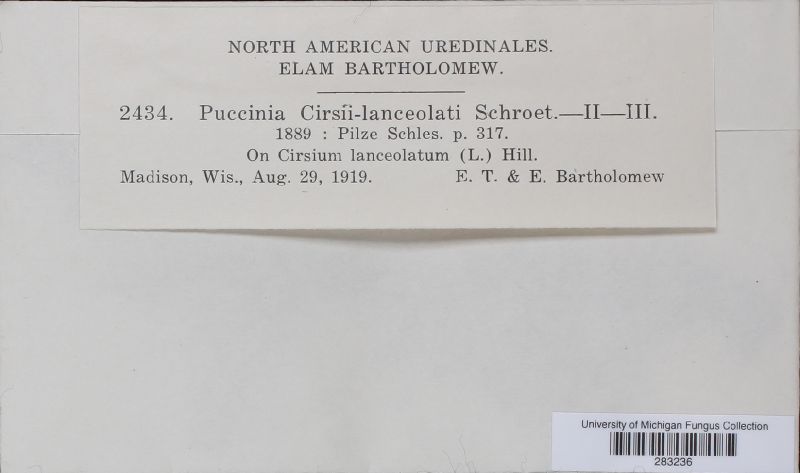 NORTH AMERICAN UREDINALES.
ELAM BARTHOLOMEW.
2434. Puccinia Cirsii-lanceolati Schroet.—II—III.
1889 : Pilze Schles. p. 317.
On Cirsium lanceolatum (L.) Hill.
Madison, Wis., Aug. 29, 1919. E. T. & E. Bartholomew
University of Michigan Fungus Collection
283236